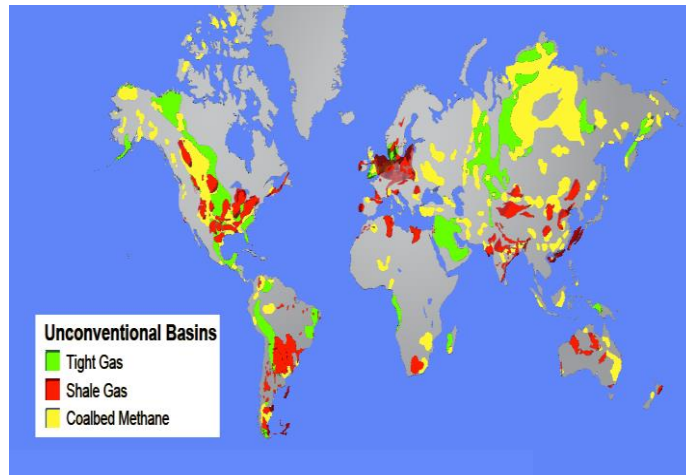 Unconventional Basins
Tight Gas
Shale Gas
Coalbed Methane